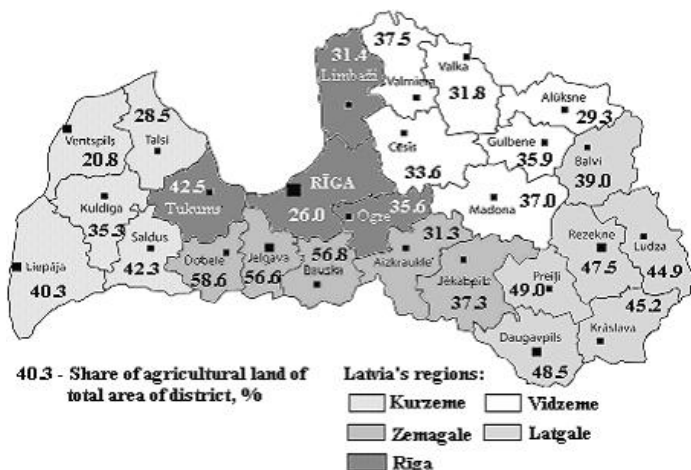 37.5
31.4
Limbaži
Valmiera
Valka
31.8
Alūksne
29.3
28.5
Talsi
Ventspils
20.8
Cēsis
33.6
Gulbene
35.9
Balvi
39.0
42.5
Tukums
RĪGA
26.0
Ogre
35.6
Madona
37.0
Kuldīga
35.3
Saldus
42.3
Liepāja
40.3
Dobele
58.6
Jelgava
56.6
56.8
Bauska
31.3
Aizkraukle
Jēkabpils
37.3
Rezekne
47.5
Ludza
44.9
Preiļi
49.0
45.2
Krāslava
Daugavpils
48.5
40.3 - Share of agricultural land of
total area of district, %
Latvia's regions:
Kurzeme
Vidzeme
Zemagale
Latgale
Rīga